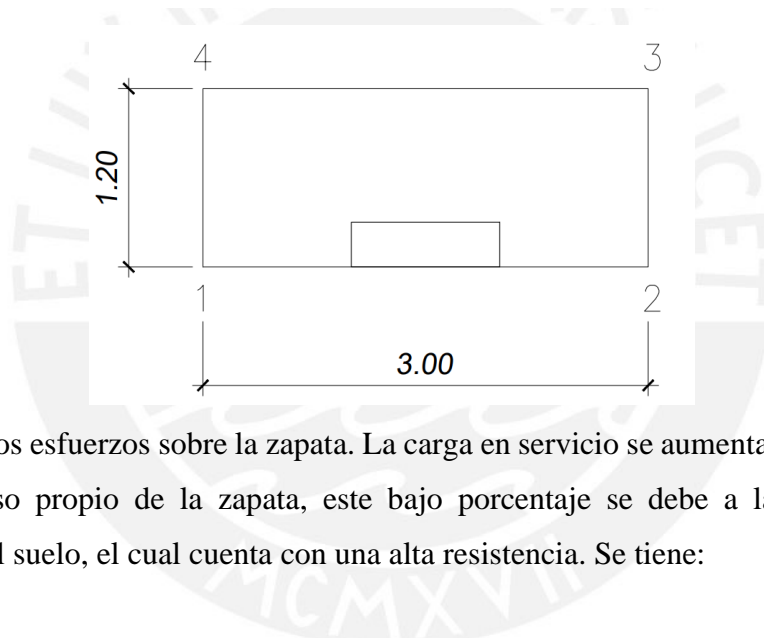 4 3
1.20
1 2
3.00
os esfuerzos sobre la zapata. La carga en servicio se aumenta
so propio de la zapata, este bajo porcentaje se debe a la
l suelo, el cual cuenta con una alta resistencia. Se tiene:
MCMXVII